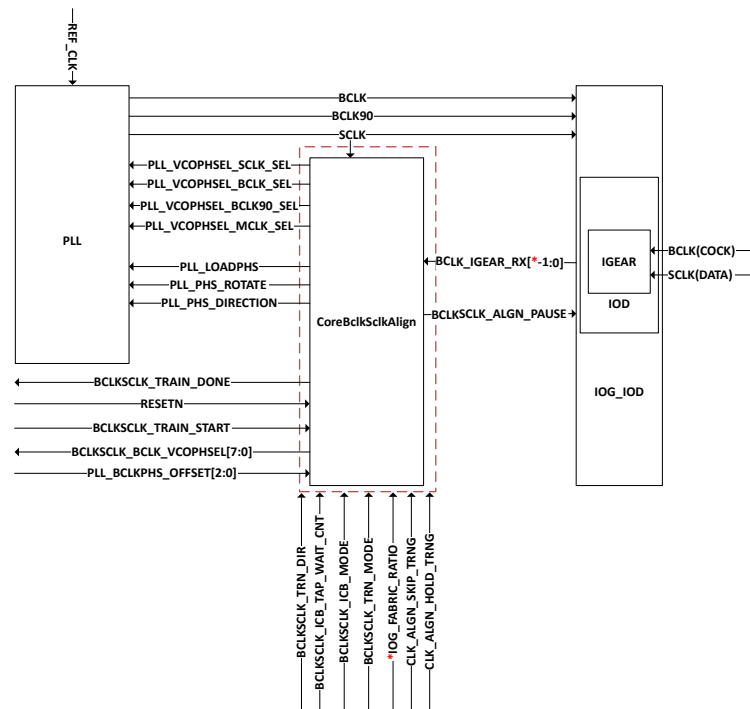 REF_CLK
BCLK
BCLK90
SCLK
PLL_VCOPHSEL_SCLK_SEL
PLL_VCOPHSEL_BCLK_SEL
PLL_VCOPHSEL_BCLK90_SEL
PLL_VCOPHSEL_MCLK_SEL
PLL
PLL_LOADPHS
PLL_PHS_ROTATE
PLL_PHS_DIRECTION
CoreBclkSclkAlign
BCLK_IGEAR_RX[*-1:0]
BCLKSCLK_ALGN_PAUSE
IGEAR
IOD
IOG_IOD
BCLK(COCK)
SCLK(DATA)
BCLKSCLK_TRAIN_DONE
RESETN
BCLKSCLK_TRAIN_START
BCLKSCLK_BCLK_VCOPHSEL[7:0]
PLL_BCLKPHS_OFFSET[2:0]
BCLKSCLK_TRN_DIR
BCLKSCLK_ICB_TAP_WAIT_CNT
BCLKSCLK_ICB_MODE
BCLKSCLK_TRN_MODE
*IOG_FABRIC_RATIO
CLK_ALGN_SKIP_TRNG
CLK_ALGN_HOLD_TRNG